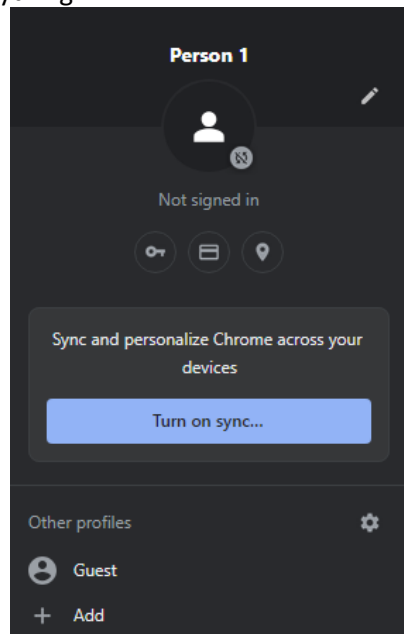 Person 1
Not signed in
Sync and personalize Chrome across your
devices
Turn on sync...
Other profiles
Guest
Add